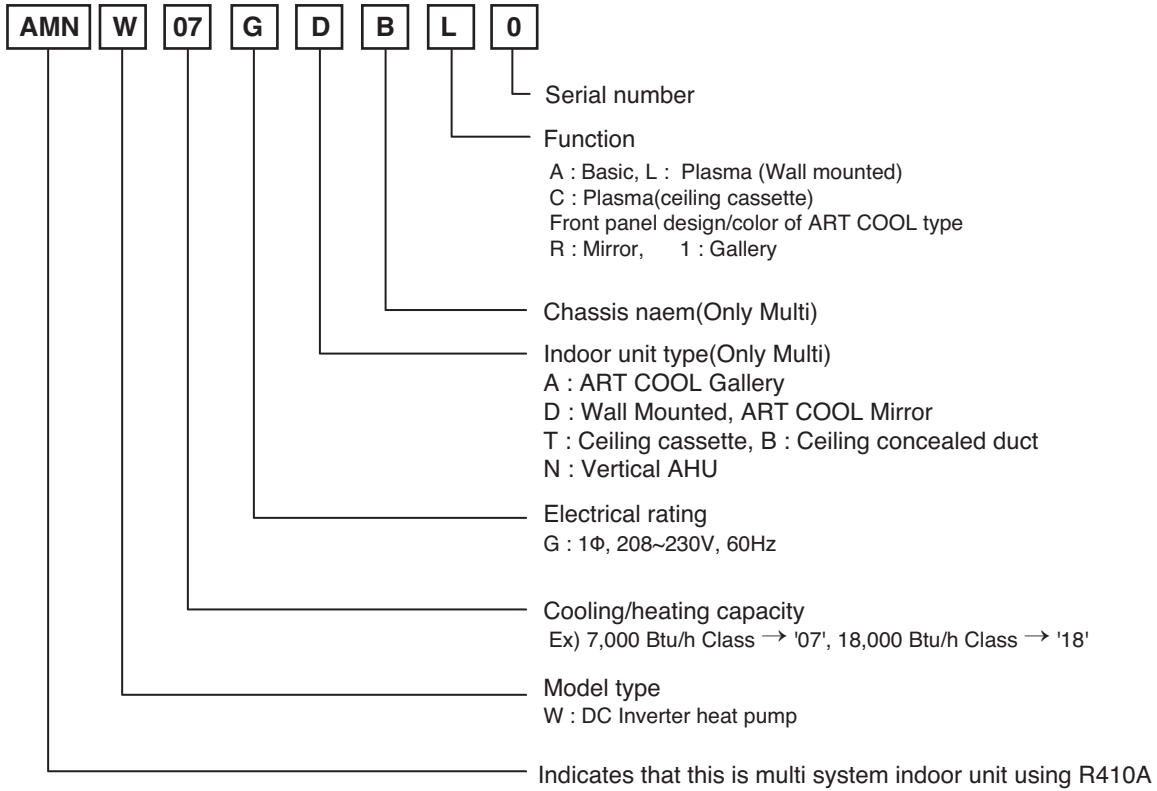 AMN W 07 G D B L 0
Serial number
Function
A : Basic, L : Plasma (Wall mounted)
C : Plasma(ceiling cassette)
Front panel design/color of ART COOL type
R : Mirror, 1 : Gallery
Chassis naem(Only Multi)
Indoor unit type(Only Multi)
A : ART COOL Gallery
D : Wall Mounted, ART COOL Mirror
T : Ceiling cassette, B : Ceiling concealed duct
N : Vertical AHU
Electrical rating
G : 1Φ, 208~230V, 60Hz
Cooling/heating capacity
Ex) 7,000 Btu/h Class → '07', 18,000 Btu/h Class → '18'
Model type
W : DC Inverter heat pump
Indicates that this is multi system indoor unit using R410A